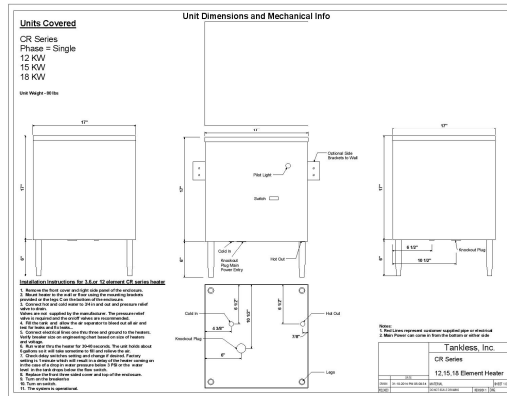 Unit Dimensions and Mechanical Info
Units Covered
CR Series
Phase = Single
12 KW
15 KW
18 KW
Unit Weight - 80 lbs
17"
17"
6"
11"
17"
6"
Optional Side
Brackets to Wall
Pilot Light
Switch
Cold In
Knockout
Plug Main
Power Entry
Hot Out
17"
17"
6"
6 1/2"
10 1/2"
Knockout Plug
Cold In
4 3/8"
Knockout Plug
6"
6 1/2"
10 1/2"
6 1/2"
7/8"
Hot Out
Legs
Installation Instructions for 3,6,or 12 element CR series heater
1. Remove the front cover and right side panel of the enclosure.
2. Mount heater in the wall or floor using the mounting brackets
provided or the legs C on the bottom of the enclosure.
3. Connect hot and cold water to 3/4 in and out and pressure relief
valve to drain.
Valves are not supplied by the manufacturer. The pressure relief
valve is required and the on/off valves are recommended.
4. Fill the tank and allow the air separator to bleed out all air and
test for leaks and fix leaks.
5. Connect electrical lines one thru three and ground to the heaters.
Verify breaker size on engineering chart based on size of heaters
and voltage.
6. Run water thru the heater for 30-40 seconds. The unit holds about
5 gallons so it will take sometime to fill and relieve the air.
7. Check delay switches setting and change if desired. Factory
setting is 1 minute which will result in a delay of the heater coming on
in the case of a drop in water pressure below 3 PSI or the water
level in the tank drops below the flow switch.
8. Replace the front three sided cover and top of the enclosure.
9. Turn on the breaker/s
10. Turn on switch.
11. The system is operational.
Notes:
1. Red Lines represent customer supplied pipe or electrical
2. Main Power can come in from the bottom or either side
Tankless, Inc.
CR Series
12,15,18 Element Heater